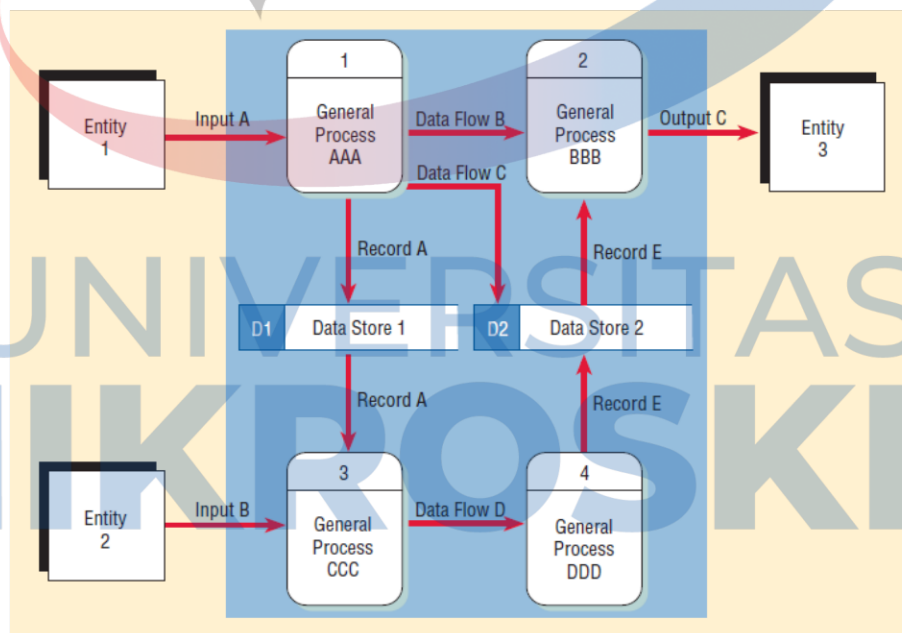 1
General
Process
AAA
2
General
Process
BBB
Entity
1
Input A
Data Flow B
Output C
Entity
3
Data Flow C
Record A
Record E
D1 Data Store 1
D2 Data Store 2
Record A
Record E
3
General
Process
CCC
4
General
Process
DDD
Entity
2
Input B
Data Flow D
UNIVERSITAS
MIKROSKI